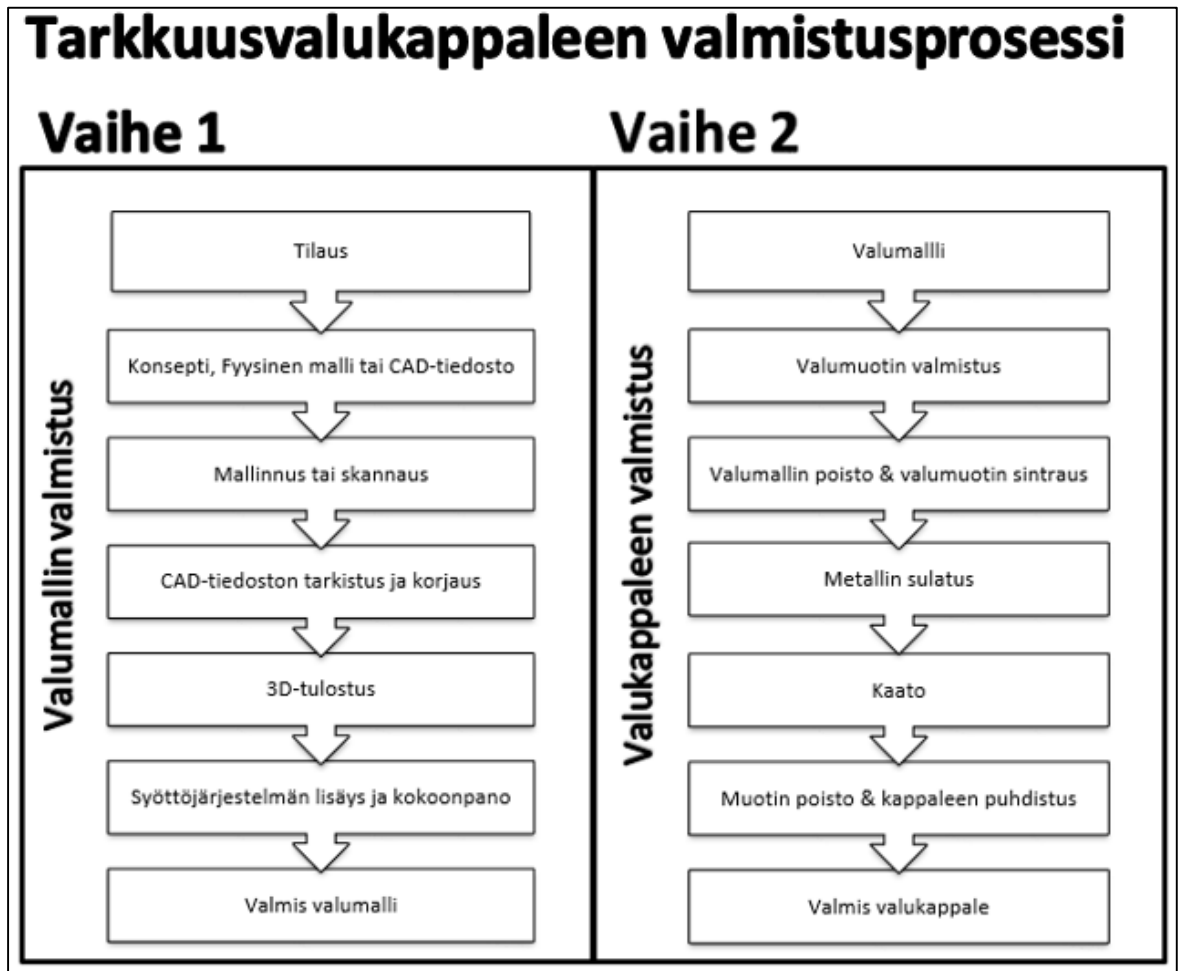 Tarkkuusvalukappaleen valmistusprosessi
Vaihe 1
Valumallin valmistus
Tilaus
Konsepti, Fyysinen malli tai CAD-tiedosto
Mallinnus tai skannaus
CAD-tiedoston tarkistus ja korjaus
3D-tulostus
Syöttöjärjestelmän lisäys ja kokoonpano
Valmis valumalli
Vaihe 2
Valukappaleen valmistus
Valumallli
Valumuotin valmistus
Valumallin poisto & valumuotin sintraus
Metallin sulatus
Kaato
Muotin poisto & kappaleen puhdistus
Valmis valukappale